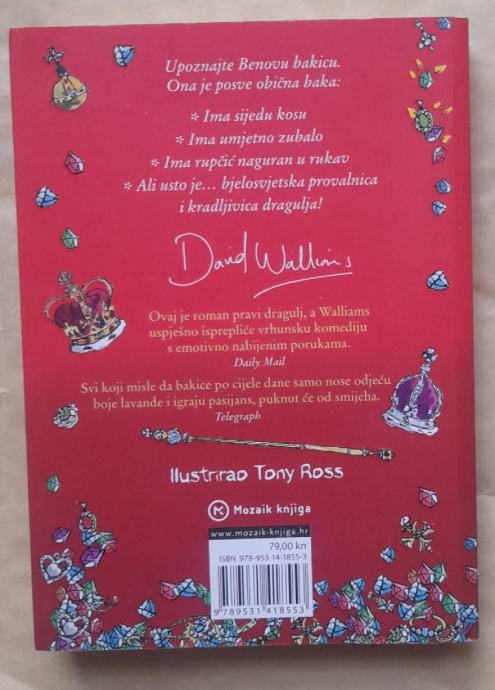 Upoznajte Benovu bakicu.
Ona je posve obična baka:
* Ima sijedu kosu
* Ima umjetno zubalo
* Ima rupčić naguran u rukav
* Ali usto je... bjelosvjetska provalnica
i kradljivica dragulja!
David Walliams
Ovaj je roman pravi dragulj, a Walliams
uspješno isprepliće vrhunsku komediju
s emotivno nabijenim porukama.
Daily Mail
Svi koji misle da bakice po cijele dane samo nose odjeću
boje lavande i igraju pasijans, puknut će od smijeha.
Telegraph
Ilustrirao Tony Ross
Mozaik knjiga
www.mozaik-knjiga.hr
79,00 kn
ISBN 978-953-14-1855-3
9 789531 418553